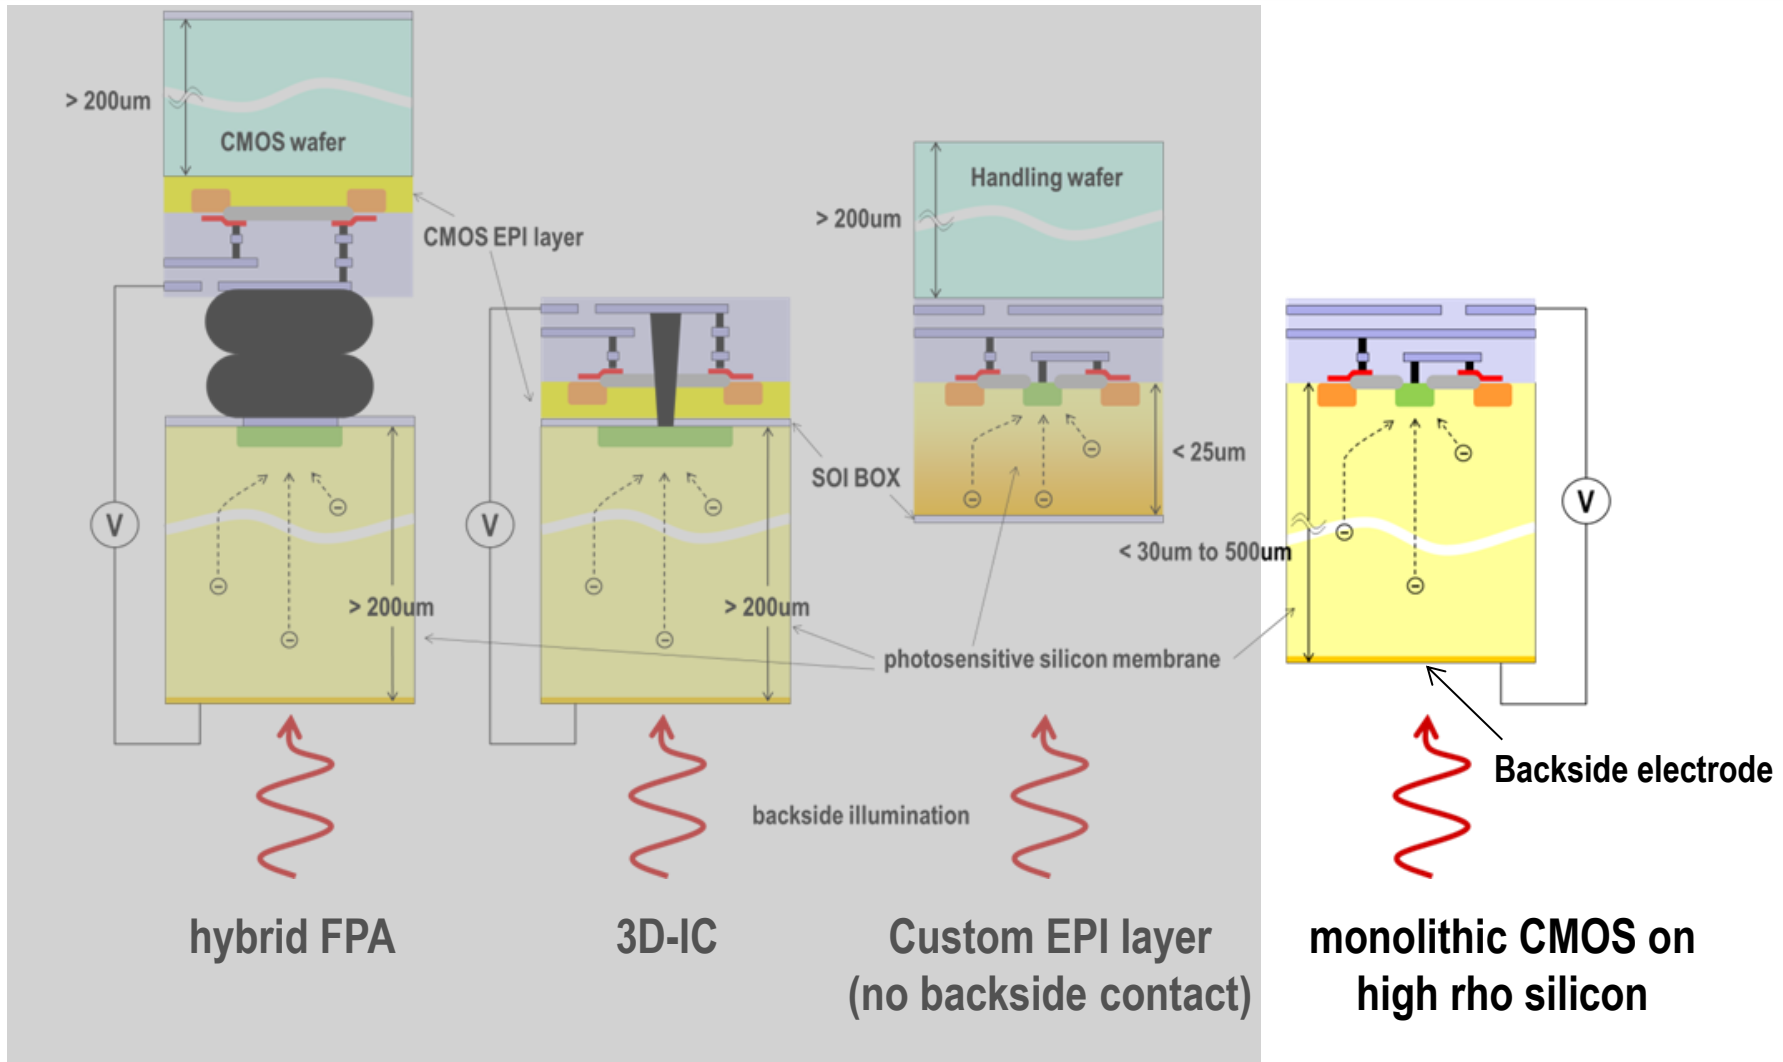 > 200um
CMOS wafer
CMOS EPI layer
V
> 200um
hybrid FPA
V
> 200um
SOI BOX
3D-IC
Handling wafer
> 200um
< 25um
photosensitive silicon membrane
backside illumination
Custom EPI layer
(no backside contact)
< 30um to 500um
V
Backside electrode
monolithic CMOS on
high rho silicon